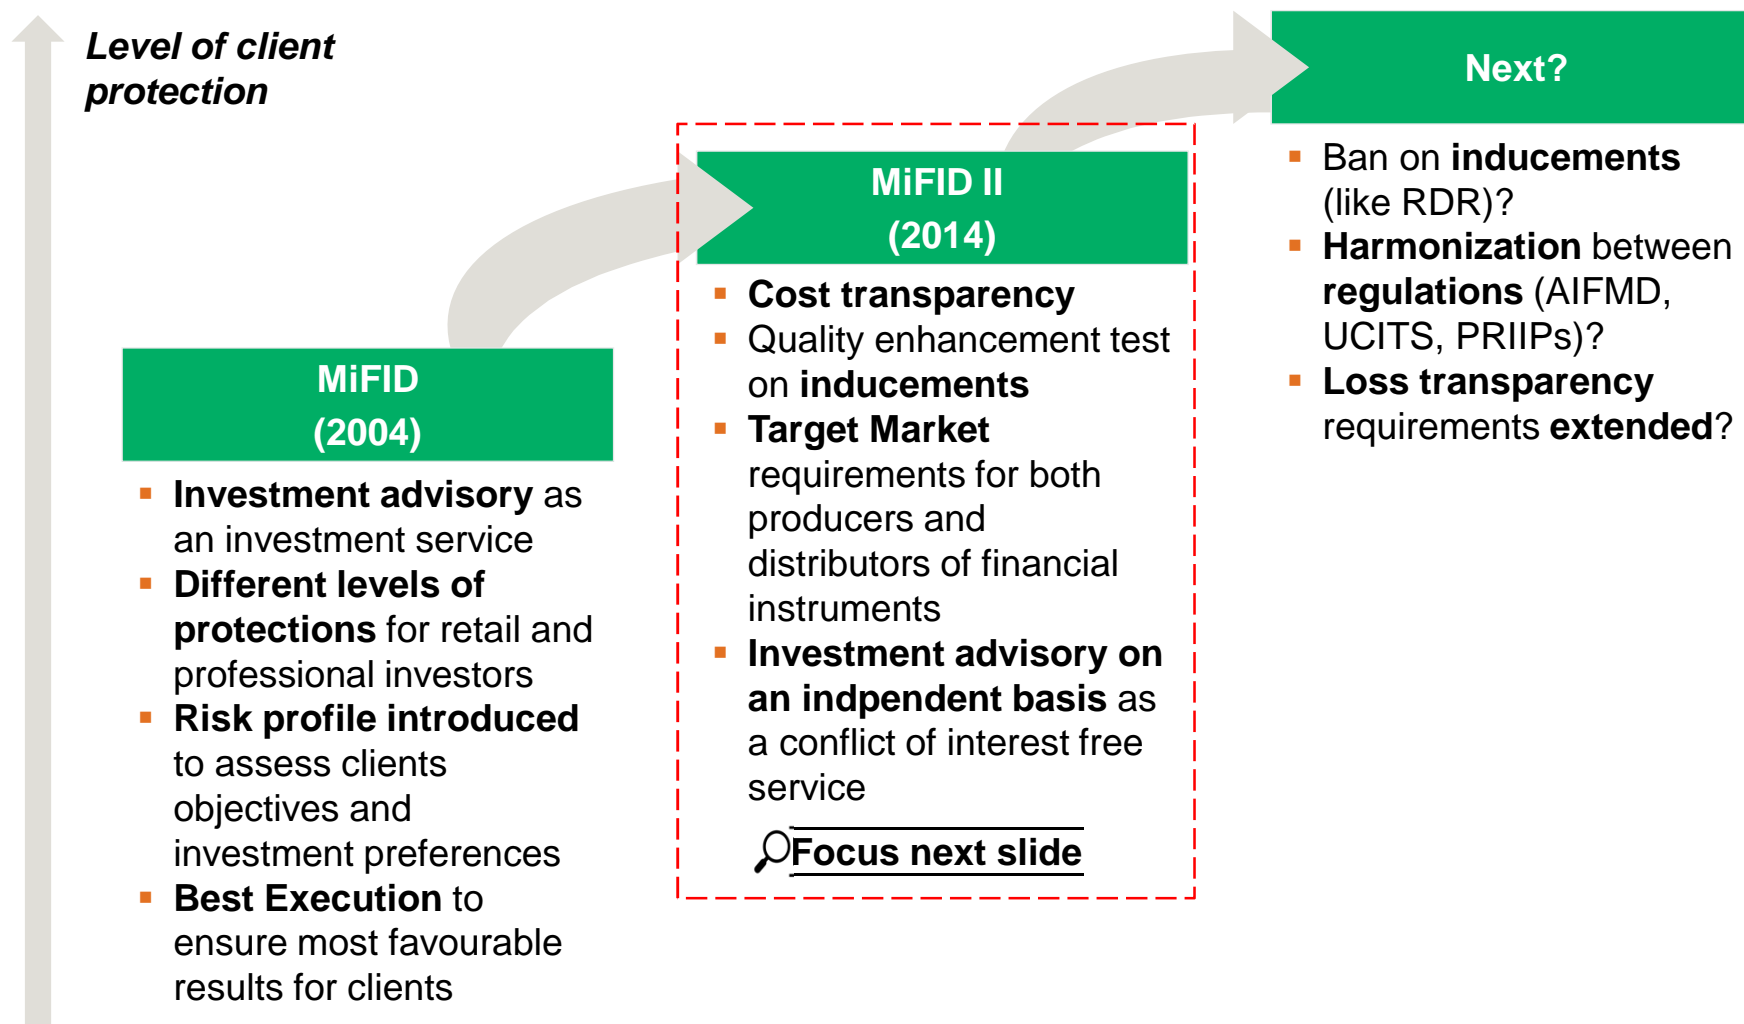 Level of client
protection
MiFID
(2004)
▪ Investment advisory as
an investment service
▪ Different levels of
protections for retail and
professional investors
▪ Risk profile introduced
to assess clients
objectives and
investment preferences
▪ Best Execution to
ensure most favourable
results for clients
MiFID II
(2014)
▪ Cost transparency
▪ Quality enhancement test
on inducements
▪ Target Market
requirements for both
producers and
distributors of financial
instruments
▪ Investment advisory on
an indpendent basis as
a conflict of interest free
service
Focus next slide
Next?
▪ Ban on inducements
(like RDR)?
▪ Harmonization between
regulations (AIFMD,
UCITS, PRIIPs)?
▪ Loss transparency
requirements extended?